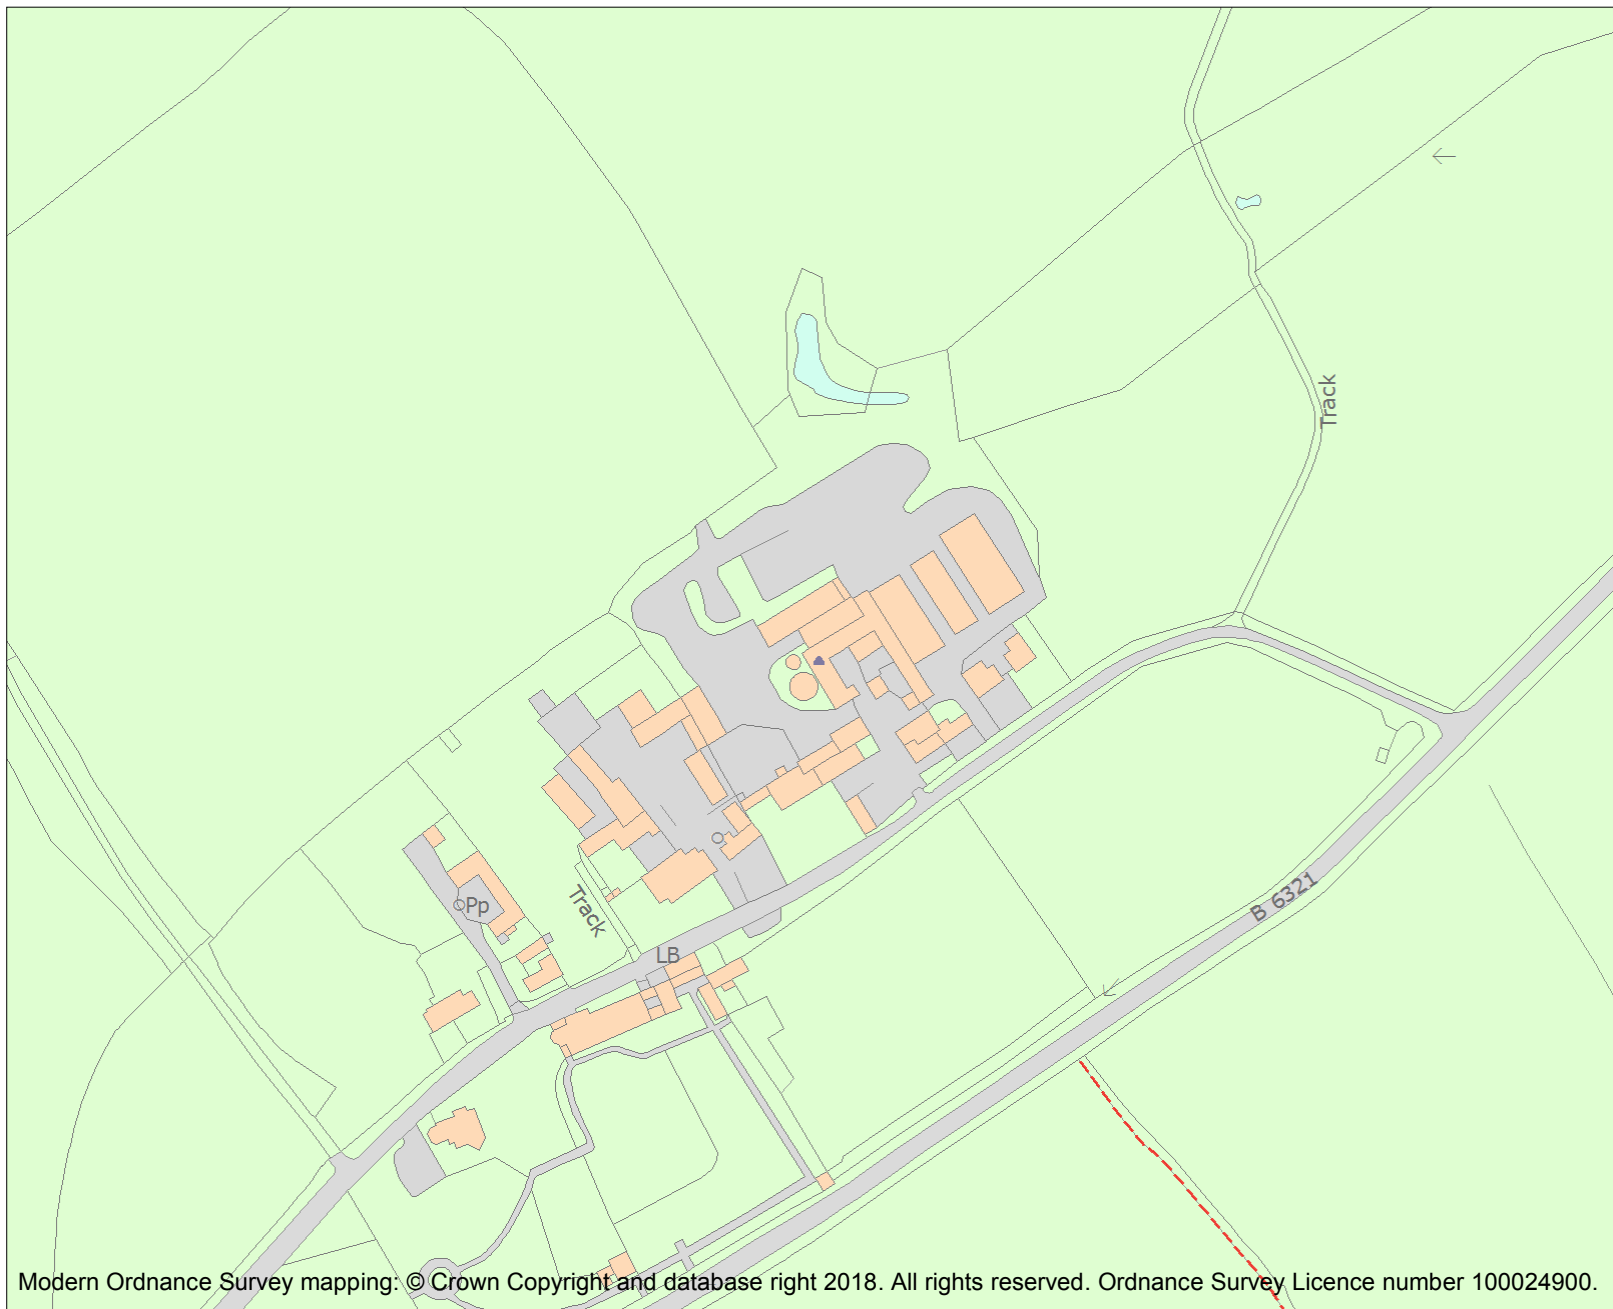 Track
B 6321
Pp
Track
LB
Modern Ordnance Survey mapping: © Crown Copyright and database right 2018. All rights reserved. Ordnance Survey Licence number 100024900.